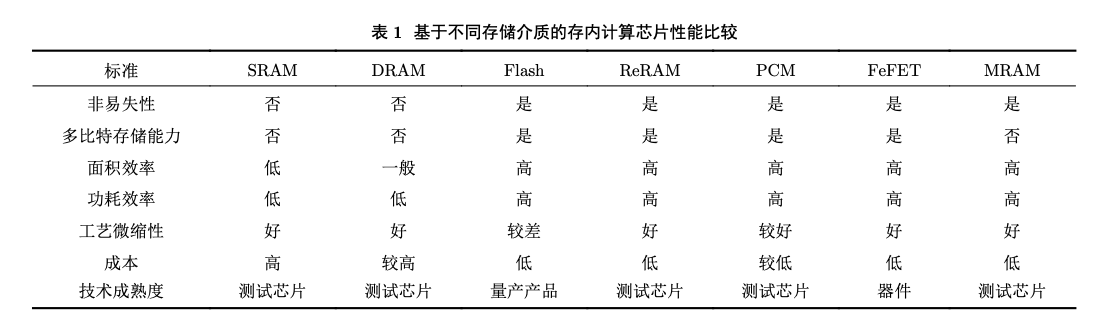 表 1 基于不同存储介质的存内计算芯片性能比较
标准 SRAM DRAM Flash ReRAM PCM FeFET MRAM
非易失性 否 否 是 是 是 是 是
多比特存储能力 否 否 是 是 是 是 否
面积效率 低 一般 高 高 高 高 高
功耗效率 低 低 高 高 高 高 高
工艺微缩性 好 好 较差 好 较好 好 好
成本 高 较高 低 低 较低 低 低
技术成熟度 测试芯片 测试芯片 量产产品 测试芯片 测试芯片 器件 测试芯片